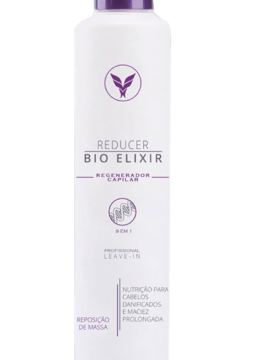 REDUCER
BIO ELIXIR
REGENERADOR
CAPILAR
8 EM 1
PROFISSIONAL
LEAVE-IN
NUTRIÇÃO PARA
CABELOS
DANIFICADOS
E MACIEZ
PROLONGADA
REPOSIÇÃO
DE MASSA